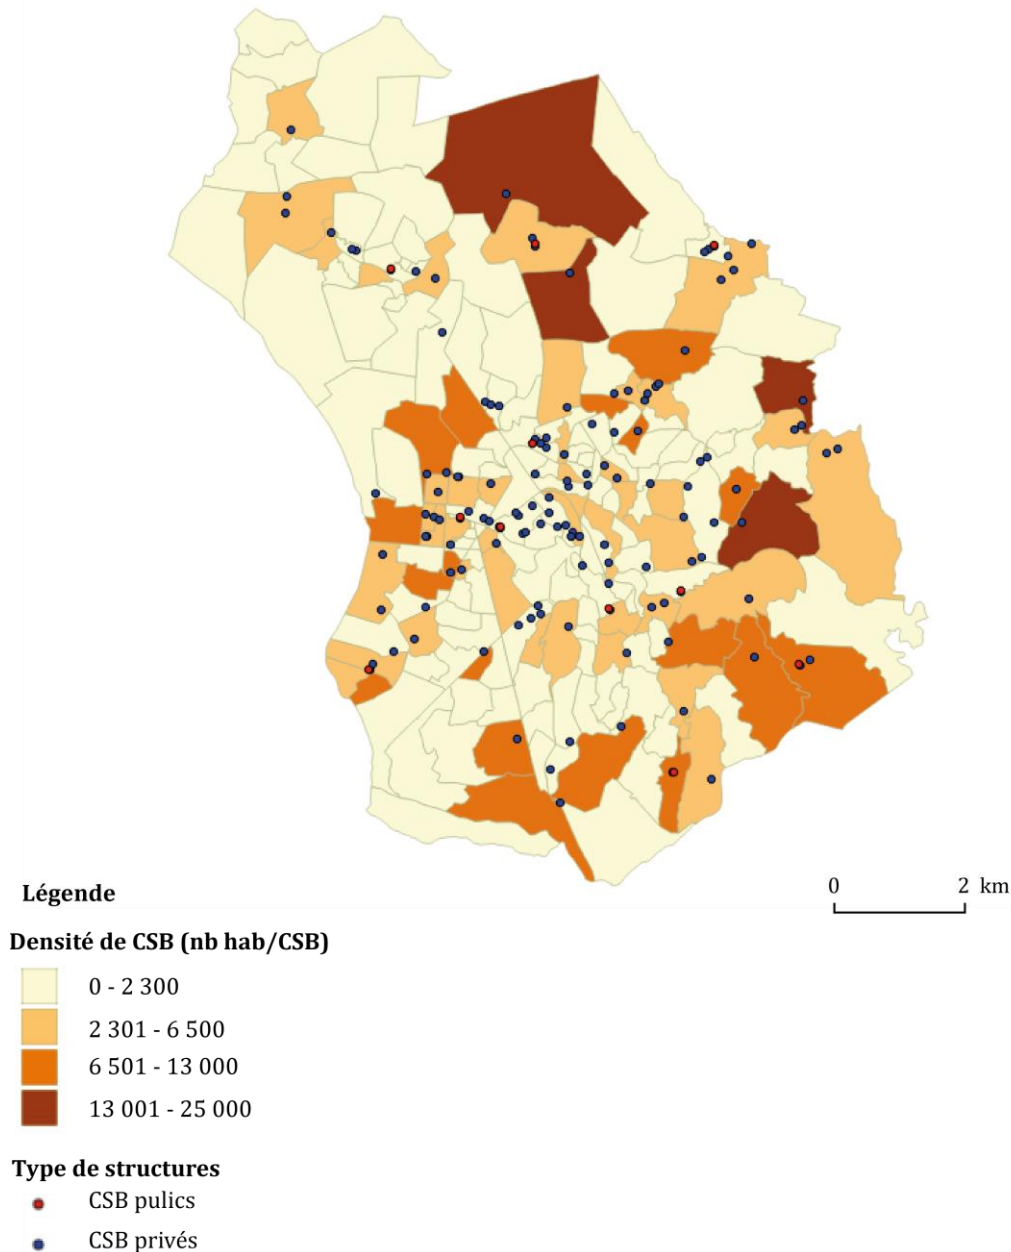 0 2 km
Légende
Densité de CSB (nb hab/CSB)
0 - 2 300
2 301 - 6 500
6 501 - 13 000
13 001 - 25 000
Type de structures
CSB pulics
CSB privés